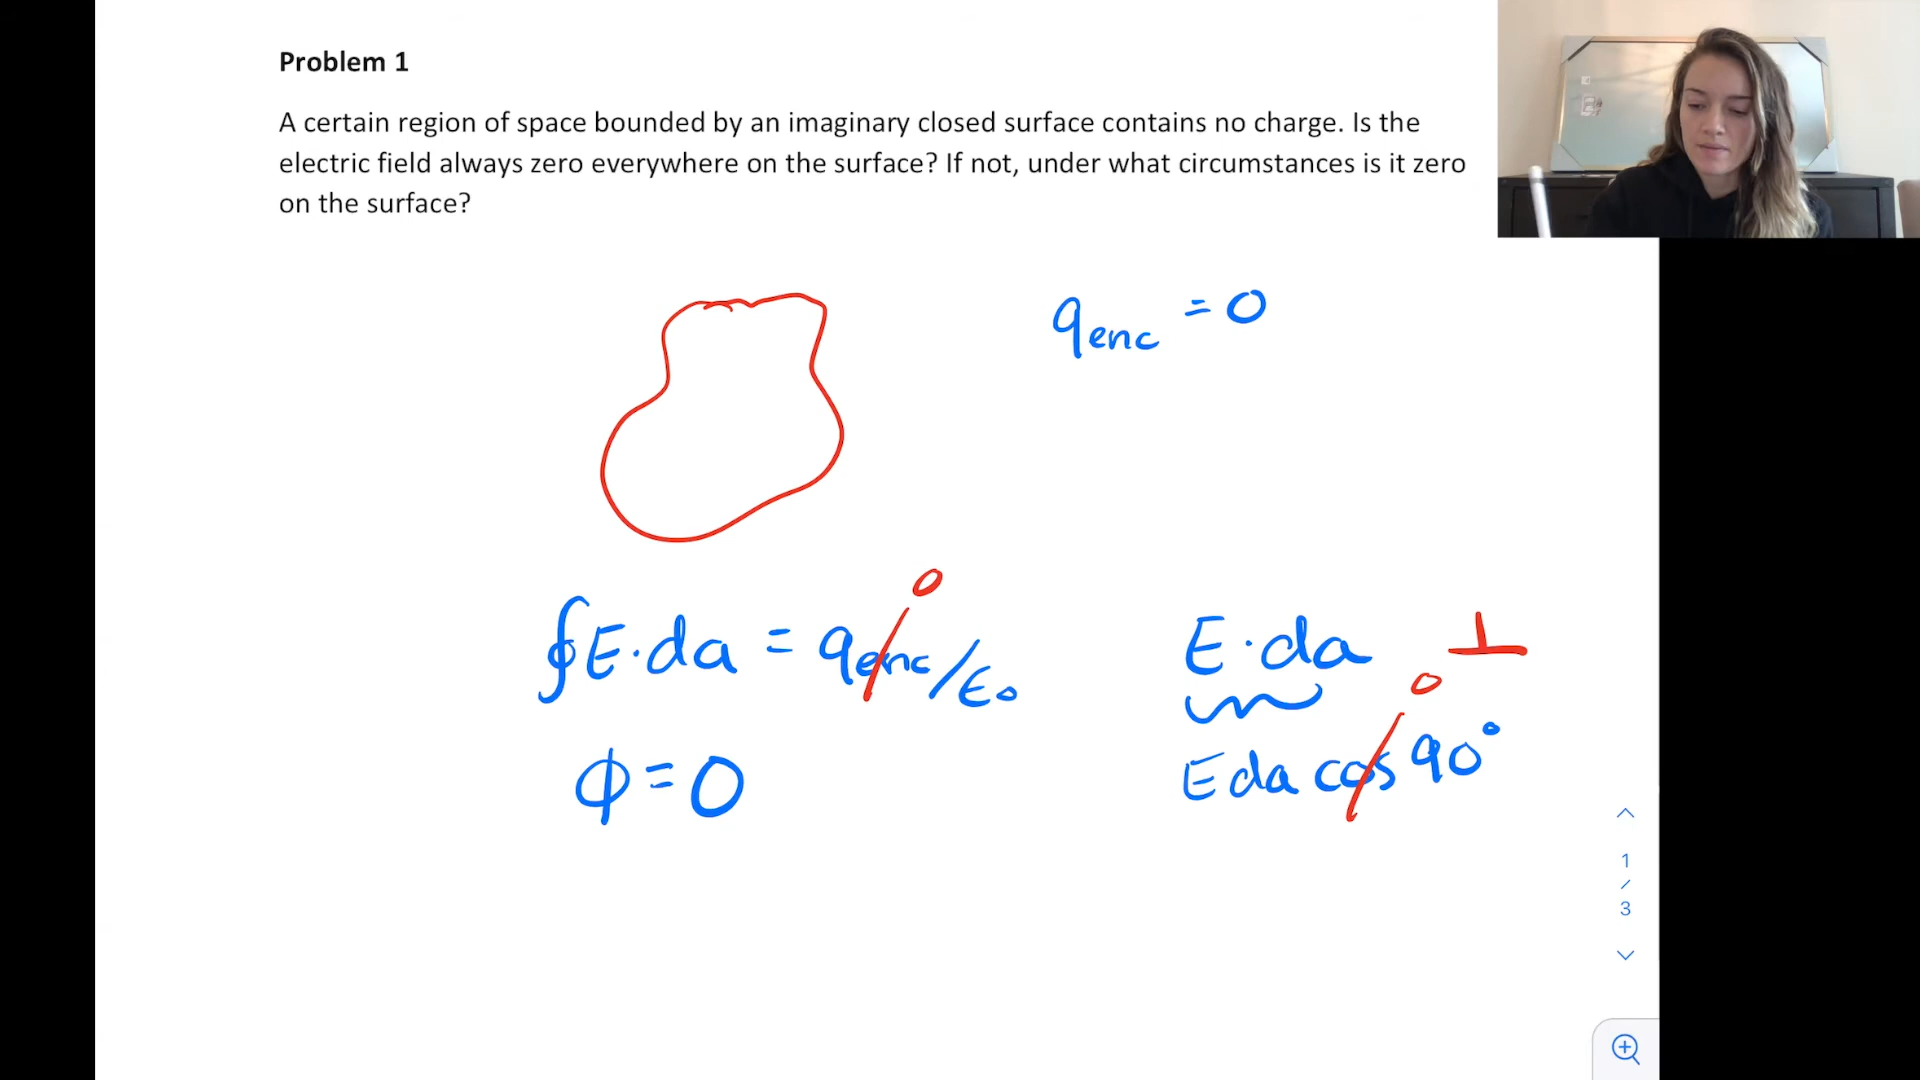 Problem 1
A certain region of space bounded by an imaginary closed surface contains no charge. Is the
electric field always zero everywhere on the surface? If not, under what circumstances is it zero
on the surface?
qenc = 0
0
∮E·da = qenc/ε0
E·da ⊥
0
ϕ = 0
E da cos 90°
1
/
3